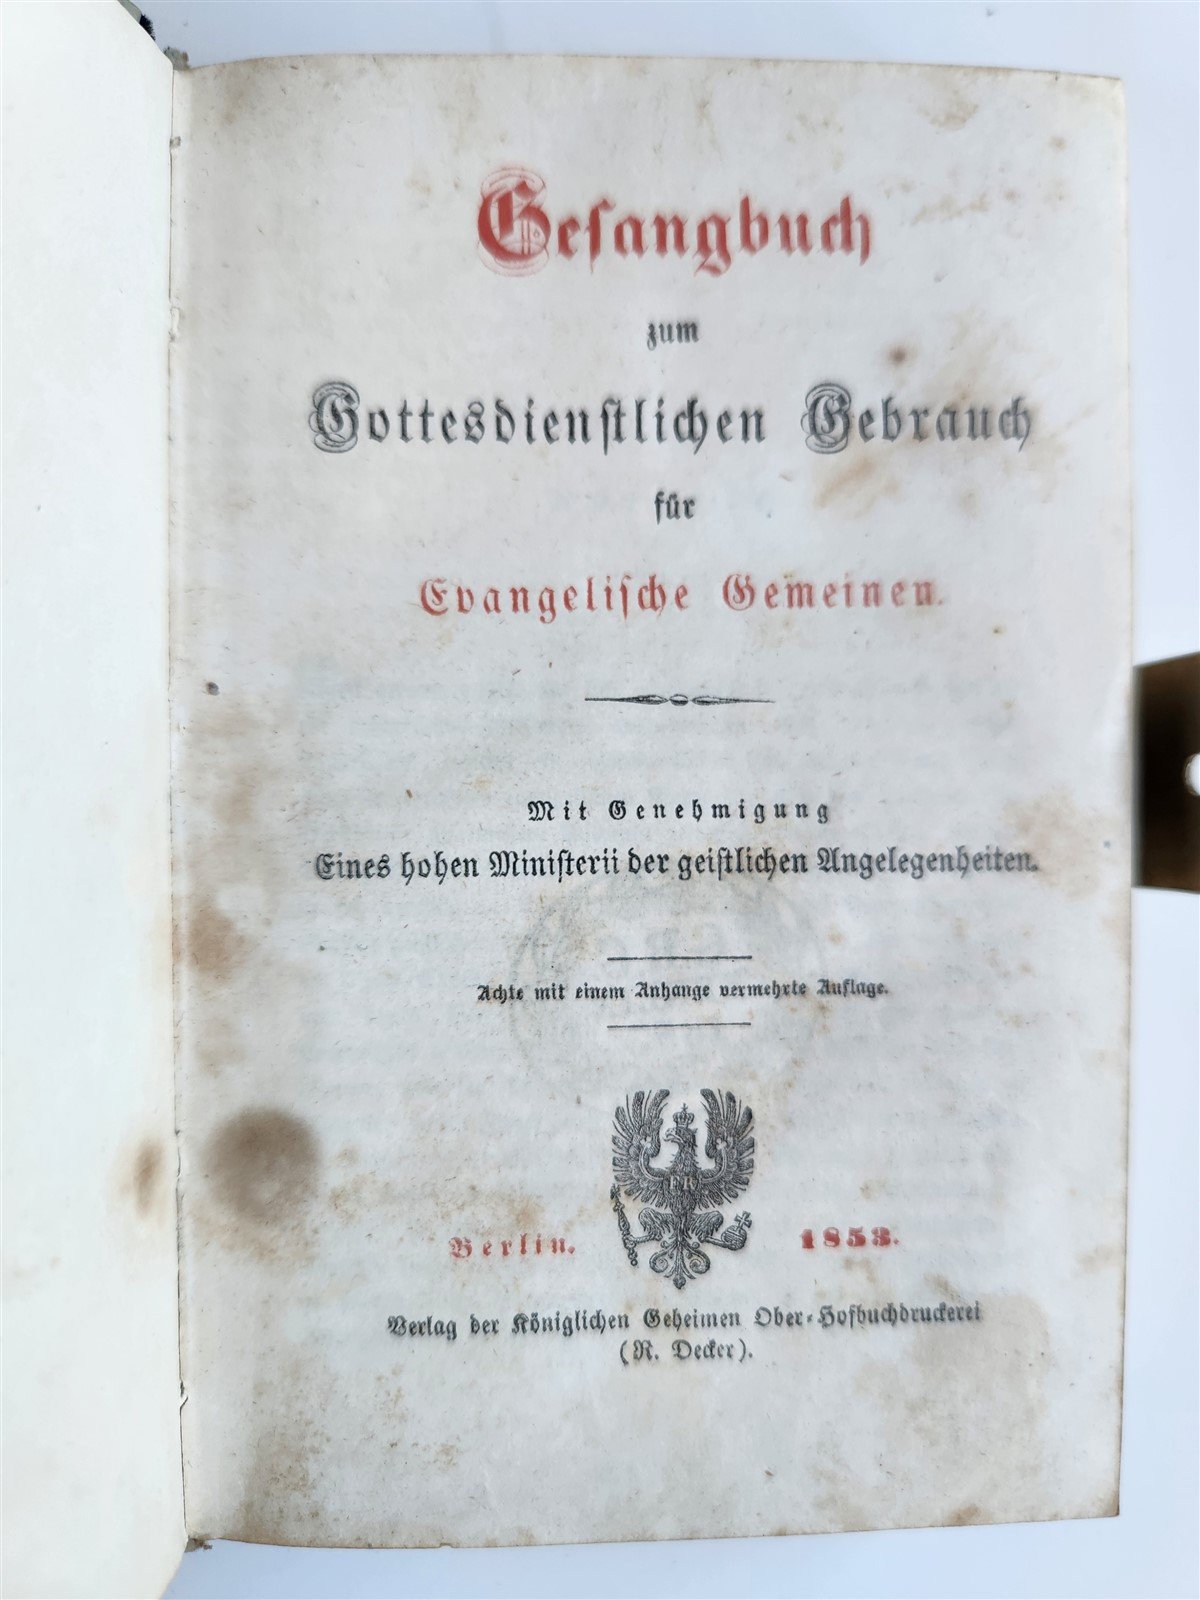 Gesangbuch
zum
Gottesdienstlichen Gebrauch
für
Evangelische Gemeinen.
Mit Genehmigung
Eines hohen Ministerii der geistlichen Angelegenheiten.
Achte mit einem Anhange vermehrte Auflage.
FR
Berlin. 1853.
Verlag der Königlichen Geheimen Ober-Hofbuchdruckerei
(R. Decker).